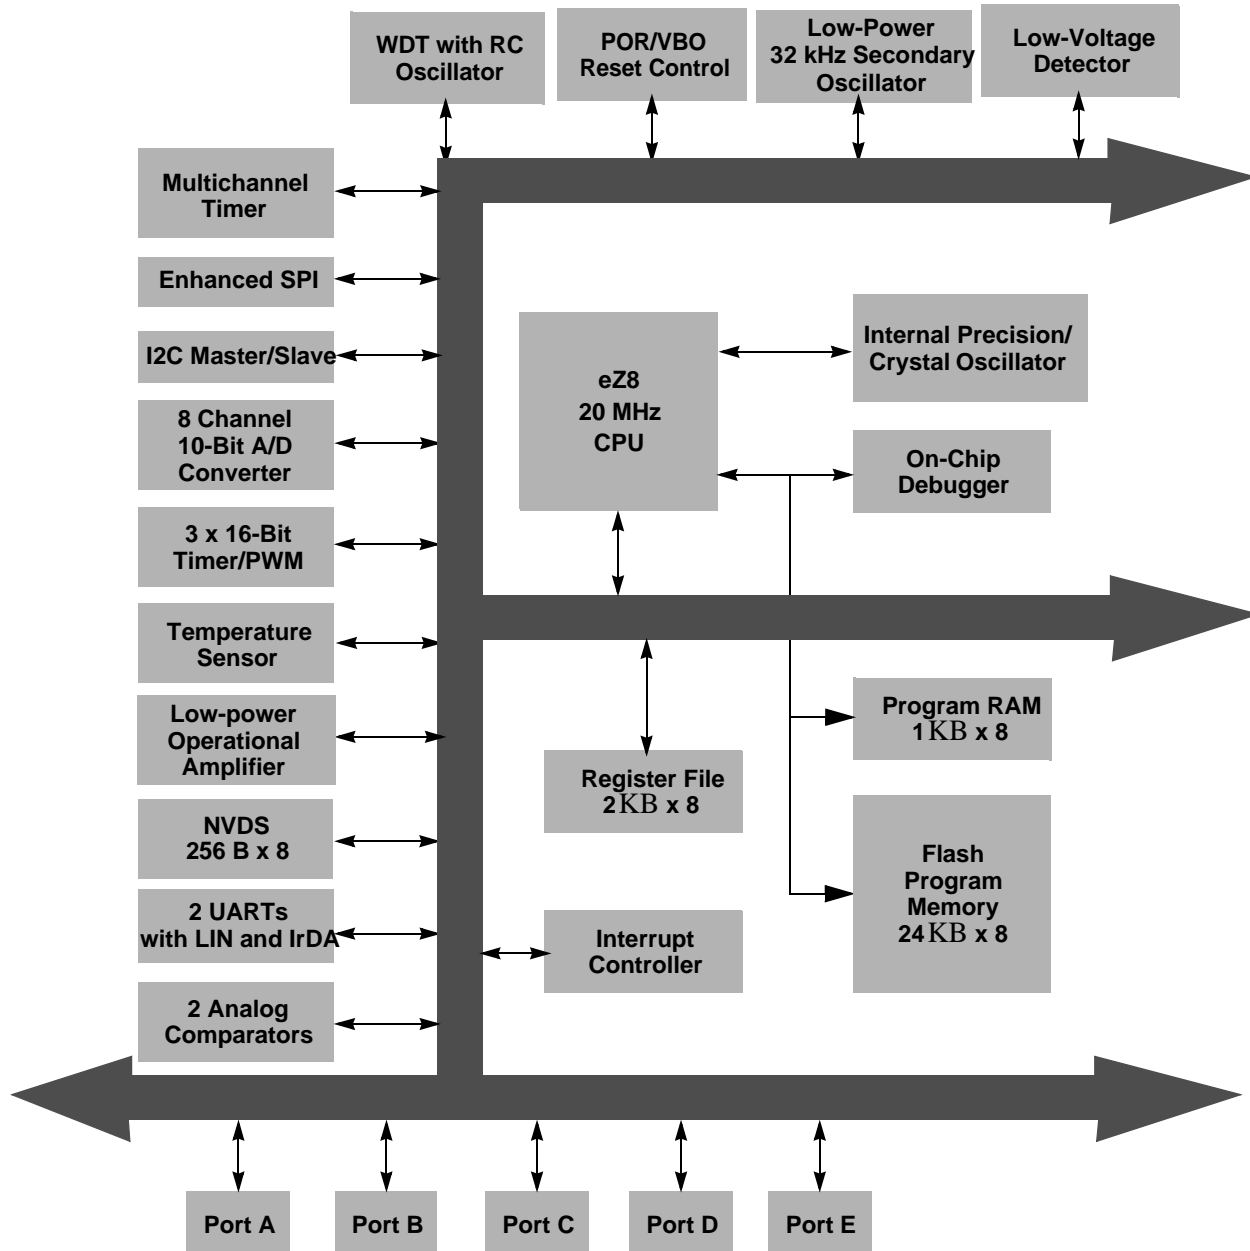 WDT with RC
Oscillator
POR/VBO
Reset Control
Low-Power
32 kHz Secondary
Oscillator
Low-Voltage
Detector
Multichannel
Timer
Enhanced SPI
I2C Master/Slave
8 Channel
10-Bit A/D
Converter
3 x 16-Bit
Timer/PWM
Temperature
Sensor
Low-power
Operational
Amplifier
NVDS
256 B x 8
2 UARTs
with LIN and IrDA
2 Analog
Comparators
eZ8
20 MHz
CPU
Internal Precision/
Crystal Oscillator
On-Chip
Debugger
Register File
2KB x 8
Program RAM
1KB x 8
Flash
Program
Memory
24KB x 8
Interrupt
Controller
Port A
Port B
Port C
Port D
Port E